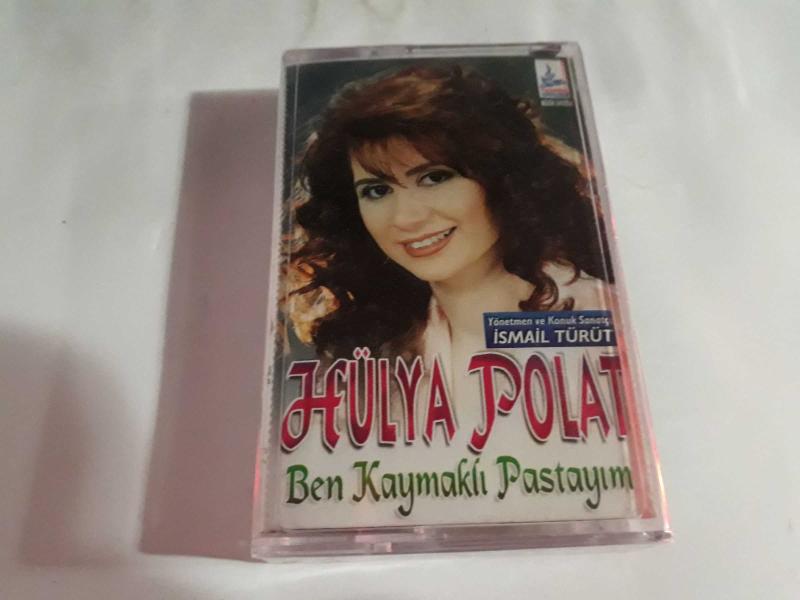 Yönetmen ve Konuk Sanatçı
İSMAİL TÜRÜT
HÜLYA POLAT
Ben Kaymaklı Pastayım